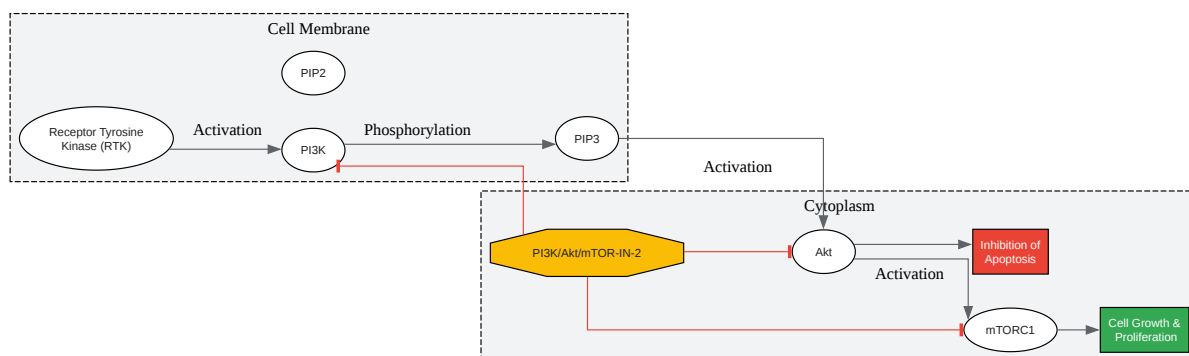 Cell Membrane
PIP2
Receptor Tyrosine
Kinase (RTK)
Activation
PI3K
Phosphorylation
PIP3
Activation
Cytoplasm
PI3K/Akt/mTOR-IN-2
Akt
Inhibition of
Apoptosis
Activation
mTORC1
Cell Growth &
Proliferation